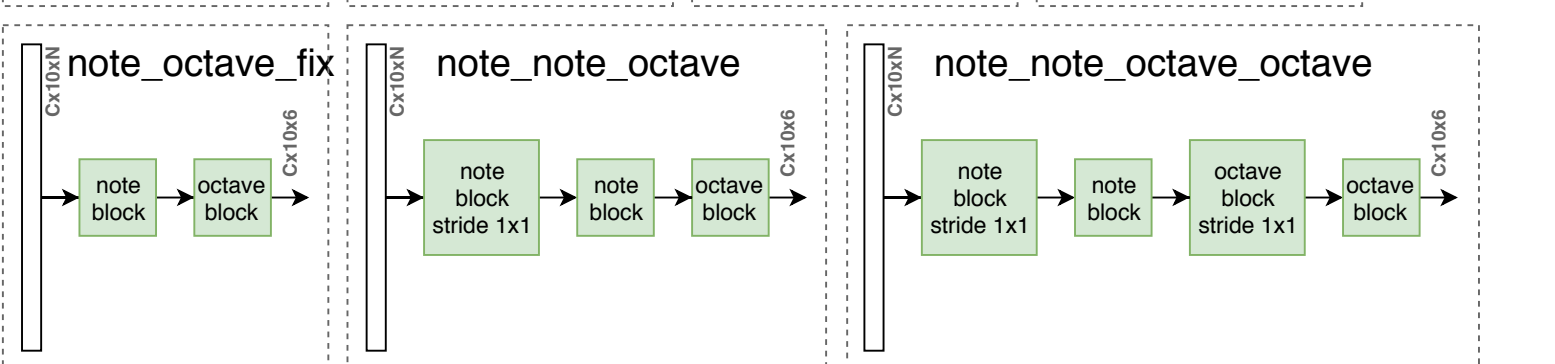 note_octave_fix
Cx10xN
note
block
octave
block
Cx10x6
note_note_octave
Cx10xN
note
block
stride 1x1
note
block
octave
block
Cx10x6
note_note_octave_octave
Cx10xN
note
block
stride 1x1
note
block
octave
block
stride 1x1
octave
block
Cx10x6